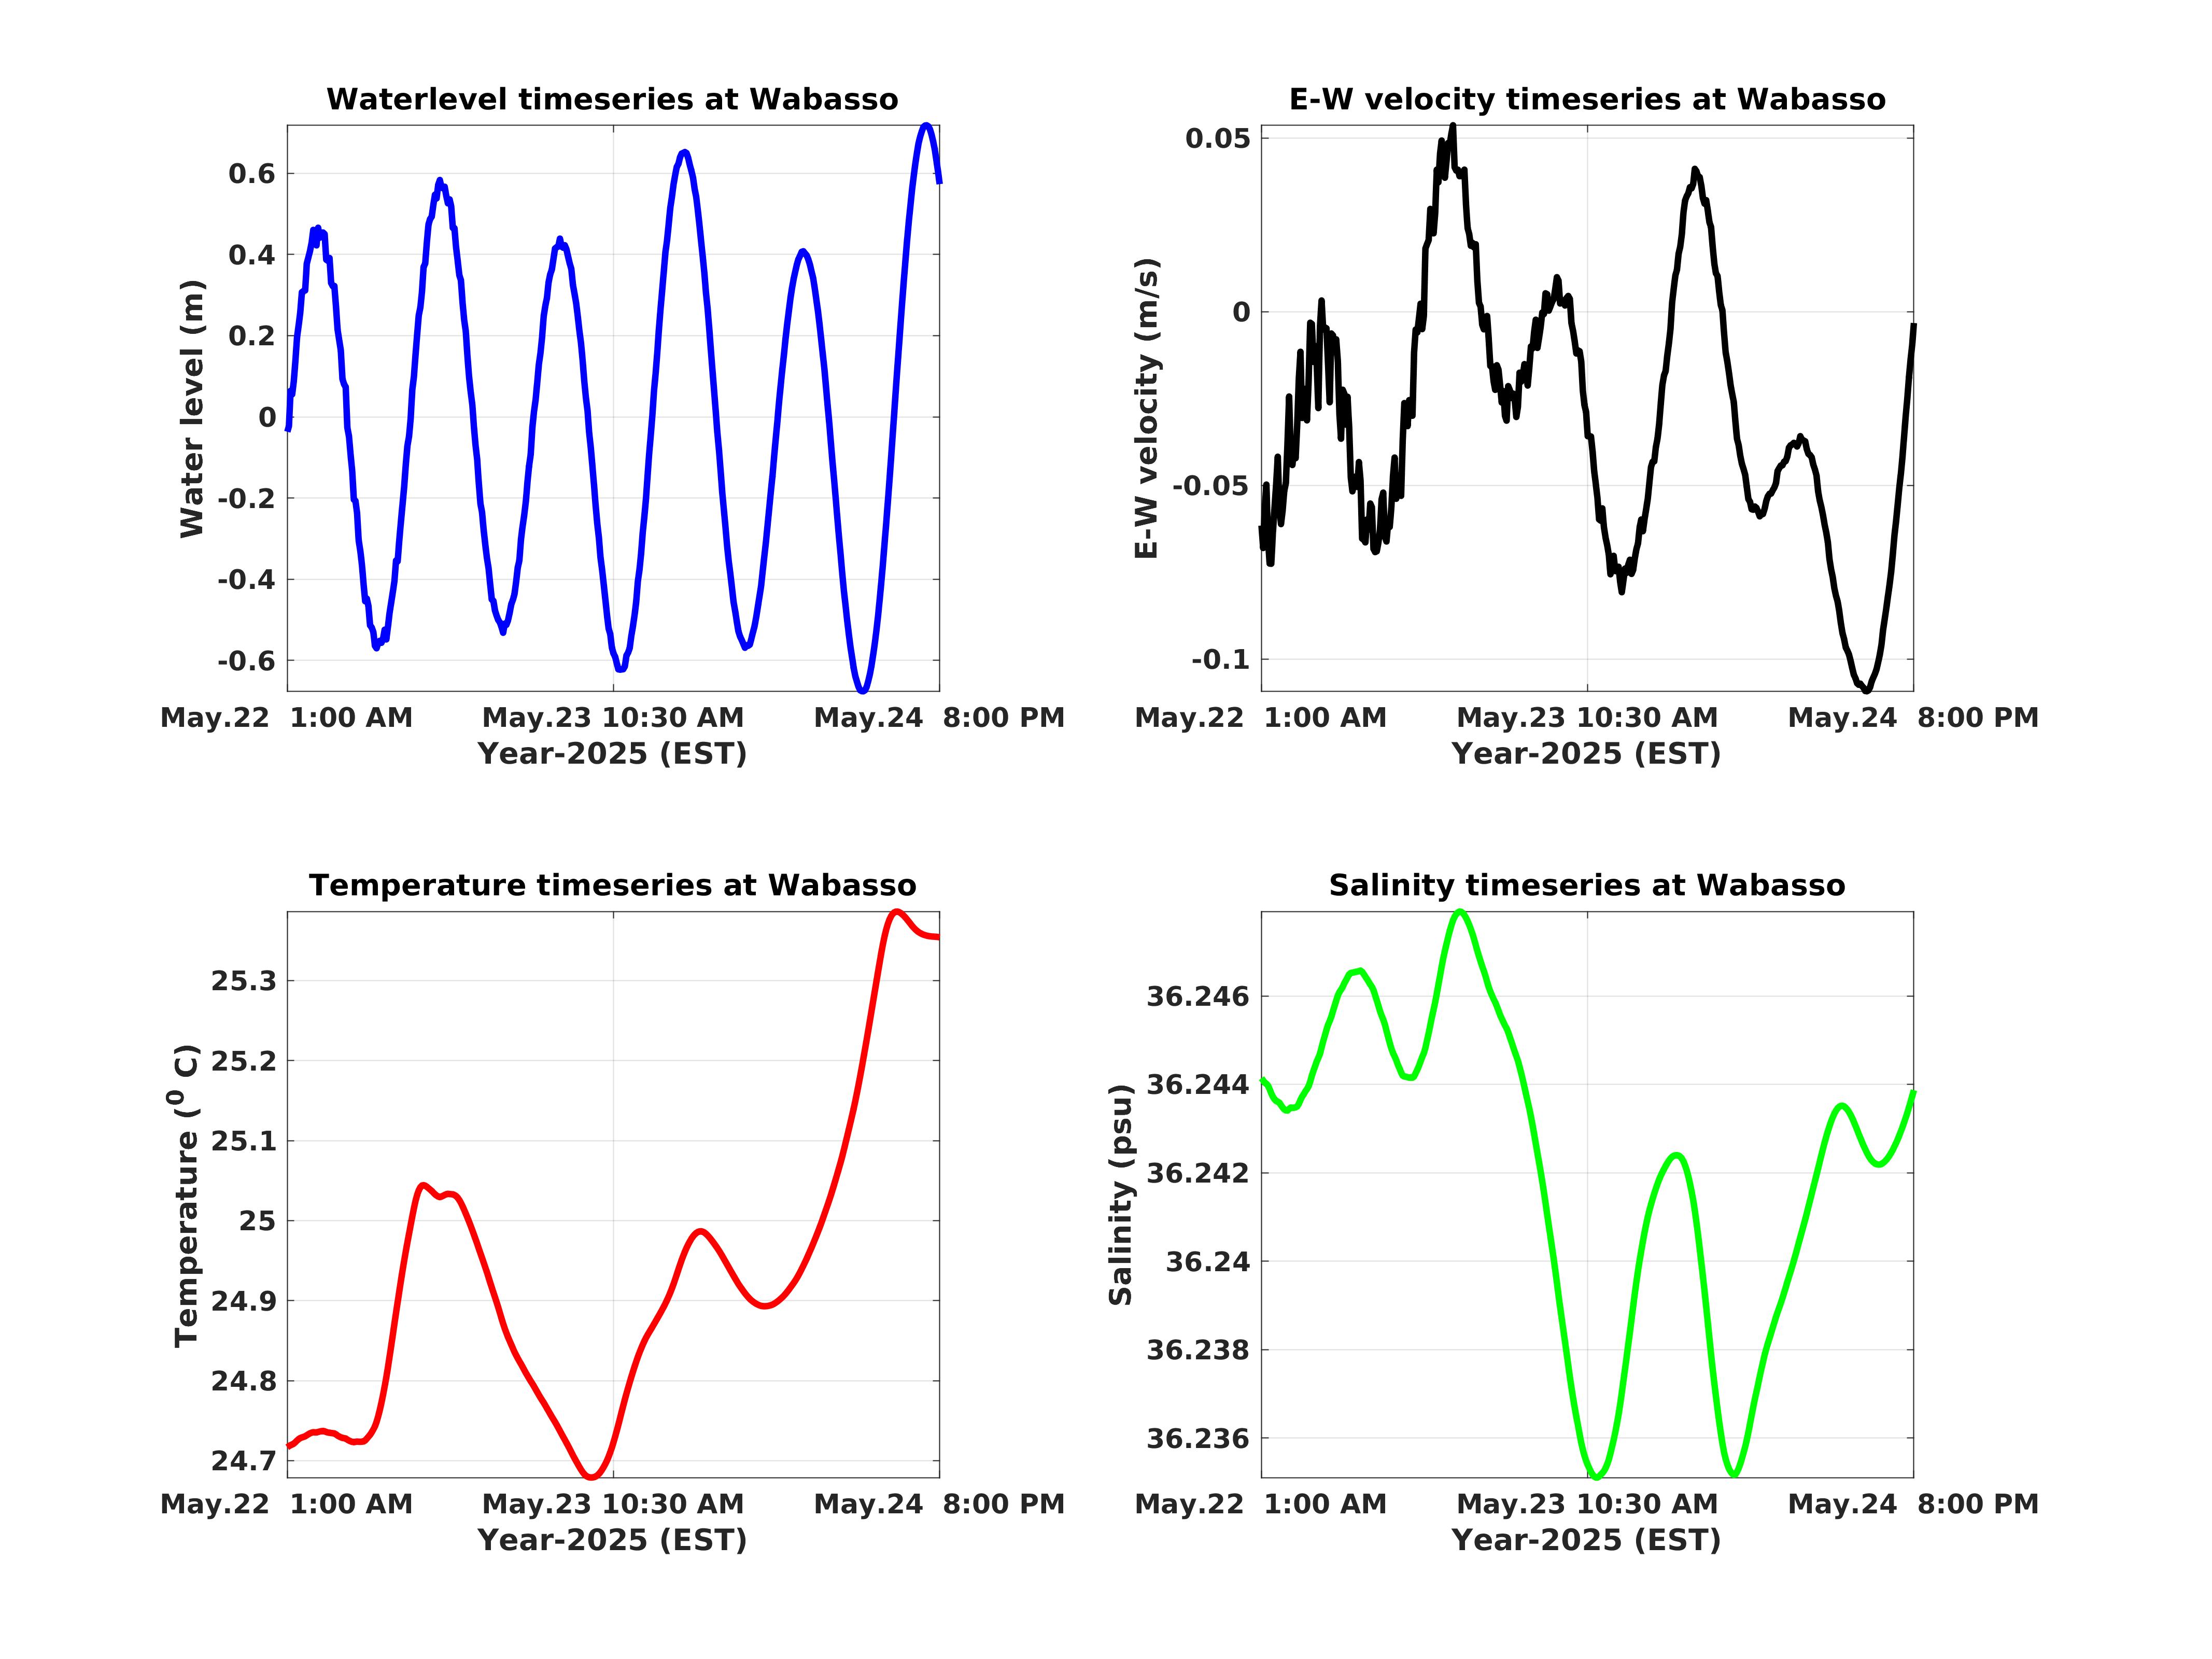 Waterlevel timeseries at Wabasso
0.6
0.4
0.2
0
-0.2
-0.4
-0.6
Water level (m)
May.22 1:00 AM
May.23 10:30 AM
May.24 8:00 PM
Year-2025 (EST)
E-W velocity timeseries at Wabasso
0.05
0
-0.05
-0.1
E-W velocity (m/s)
May.22 1:00 AM
May.23 10:30 AM
May.24 8:00 PM
Year-2025 (EST)
Temperature timeseries at Wabasso
25.3
25.2
25.1
25
24.9
24.8
24.7
Temperature (⁰ C)
May.22 1:00 AM
May.23 10:30 AM
May.24 8:00 PM
Year-2025 (EST)
Salinity timeseries at Wabasso
36.246
36.244
36.242
36.24
36.238
36.236
Salinity (psu)
May.22 1:00 AM
May.23 10:30 AM
May.24 8:00 PM
Year-2025 (EST)